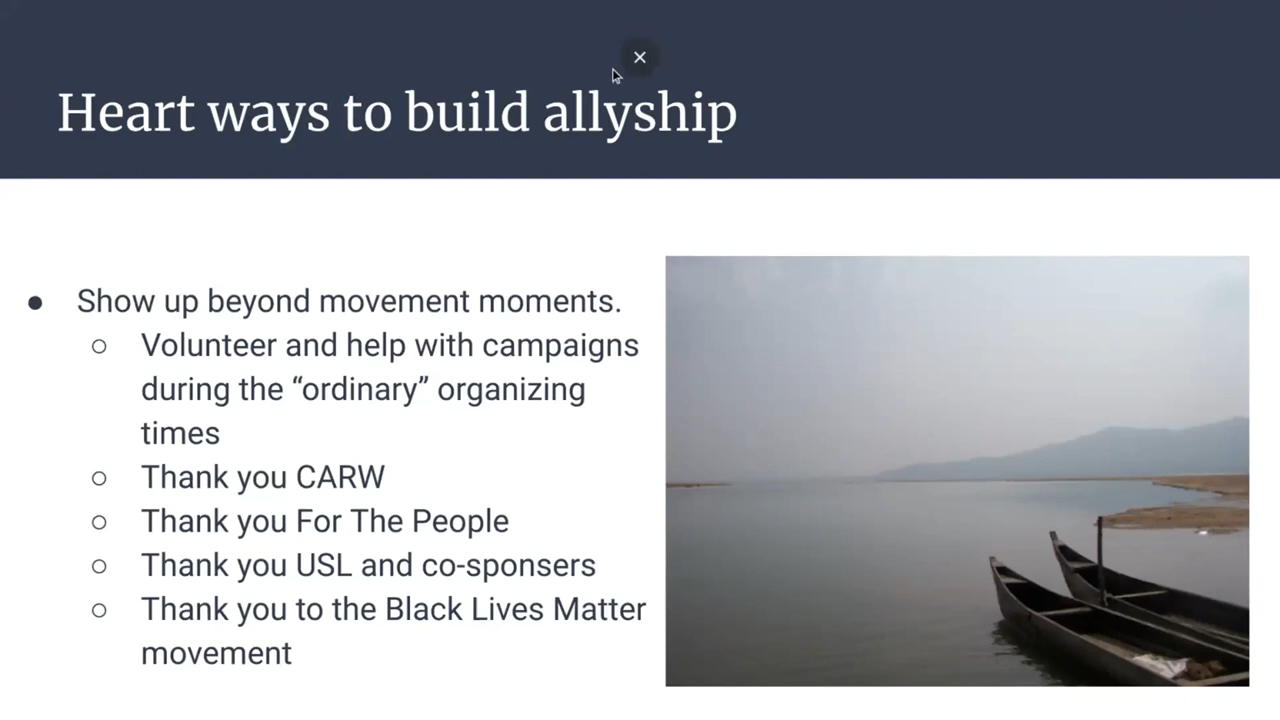 Heart ways to build allyship
● Show up beyond movement moments.
○ Volunteer and help with campaigns
during the “ordinary” organizing
times
○ Thank you CARW
○ Thank you For The People
○ Thank you USL and co-sponsers
○ Thank you to the Black Lives Matter
movement